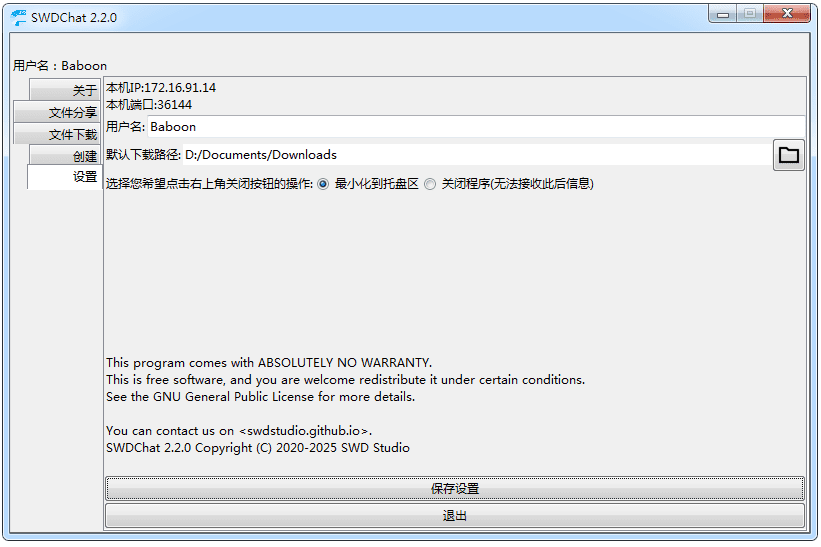 SWDChat 2.2.0
用户名：Baboon
关于
文件分享
文件下载
创建
设置
本机IP:172.16.91.14
本机端口:36144
用户名: Baboon
默认下载路径: D:/Documents/Downloads
选择您希望点击右上角关闭按钮的操作: 最小化到托盘区 关闭程序(无法接收此后信息)
This program comes with ABSOLUTELY NO WARRANTY.
This is free software, and you are welcome redistribute it under certain conditions.
See the GNU General Public License for more details.
You can contact us on <swdstudio.github.io>.
SWDChat 2.2.0 Copyright (C) 2020-2025 SWD Studio
保存设置
退出